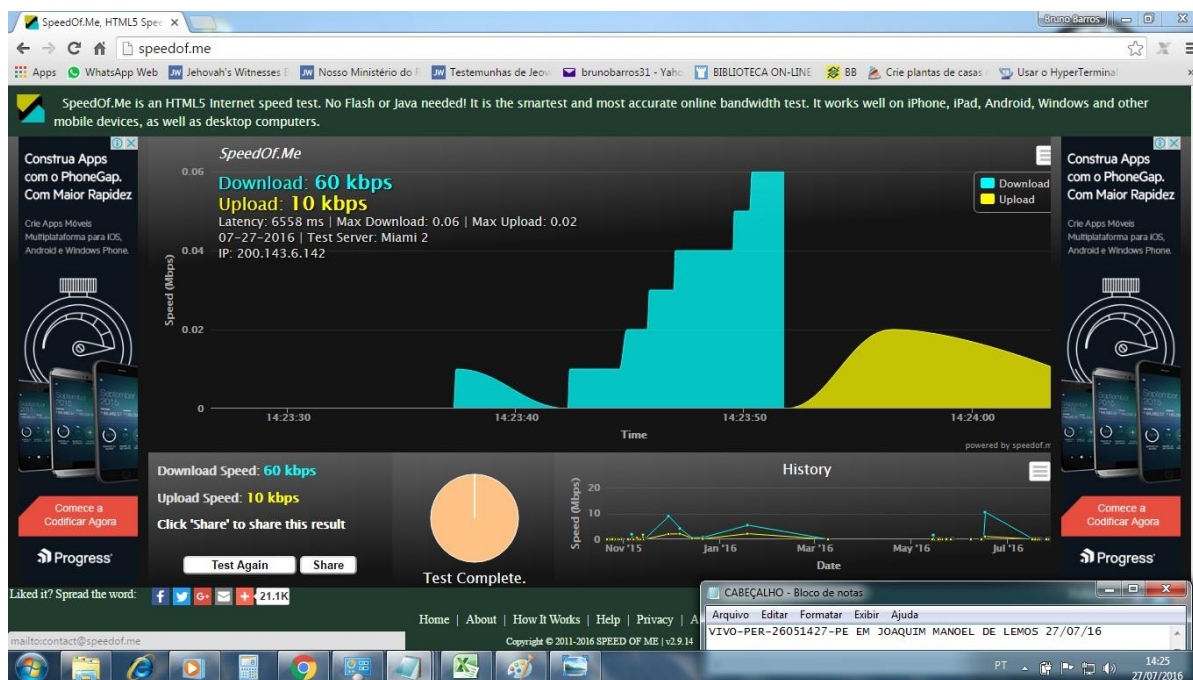 SpeedOf.Me, HTML5 Spee
Bruno Barros
speedof.me
Apps WhatsApp Web Jehovah's Witnesses Nosso Ministério do Testemunhas de Jeov brunobarros31 - Yaho BIBLIOTECA ON-LINE BB Crie plantas de casas Usar o HyperTerminal
SpeedOf.Me is an HTML5 Internet speed test. No Flash or Java needed! It is the smartest and most accurate online bandwidth test. It works well on iPhone, iPad, Android, Windows and other
mobile devices, as well as desktop computers.
Construa Apps
com o PhoneGap.
Com Maior Rapidez
Crie Apps Móveis
Multiplataforma para iOS,
Android e Windows Phone.
Comece a
Codificar Agora
Progress
SpeedOf.Me
Download: 60 kbps
Upload: 10 kbps
Latency: 6558 ms | Max Download: 0.06 | Max Upload: 0.02
07-27-2016 | Test Server: Miami 2
IP: 200.143.6.142
Download
Upload
Speed (Mbps)
0.06
0.04
0.02
0
14:23:30 14:23:40 14:23:50 14:24:00
Time
powered by speedof.m
Construa Apps
com o PhoneGap.
Com Maior Rapidez
Crie Apps Móveis
Multiplataforma para iOS,
Android e Windows Phone.
Comece a
Codificar Agora
Progress
Download Speed: 60 kbps
Upload Speed: 10 kbps
Click 'Share' to share this result
Test Again Share
Test Complete.
History
Speed (Mbps)
20
10
0
Nov '15 Jan '16 Mar '16 May '16 Jul '16
Date
Liked it? Spread the word: 21.1K
Home | About | How It Works | Help | Privacy | A
Copyright © 2011-2016 SPEED OF ME | v2.9.14
mailto:contact@speedof.me
CABEÇALHO - Bloco de notas
Arquivo Editar Formatar Exibir Ajuda
VIVO-PER-26051427-PE EM JOAQUIM MANOEL DE LEMOS 27/07/16
PT
14:25
27/07/2016